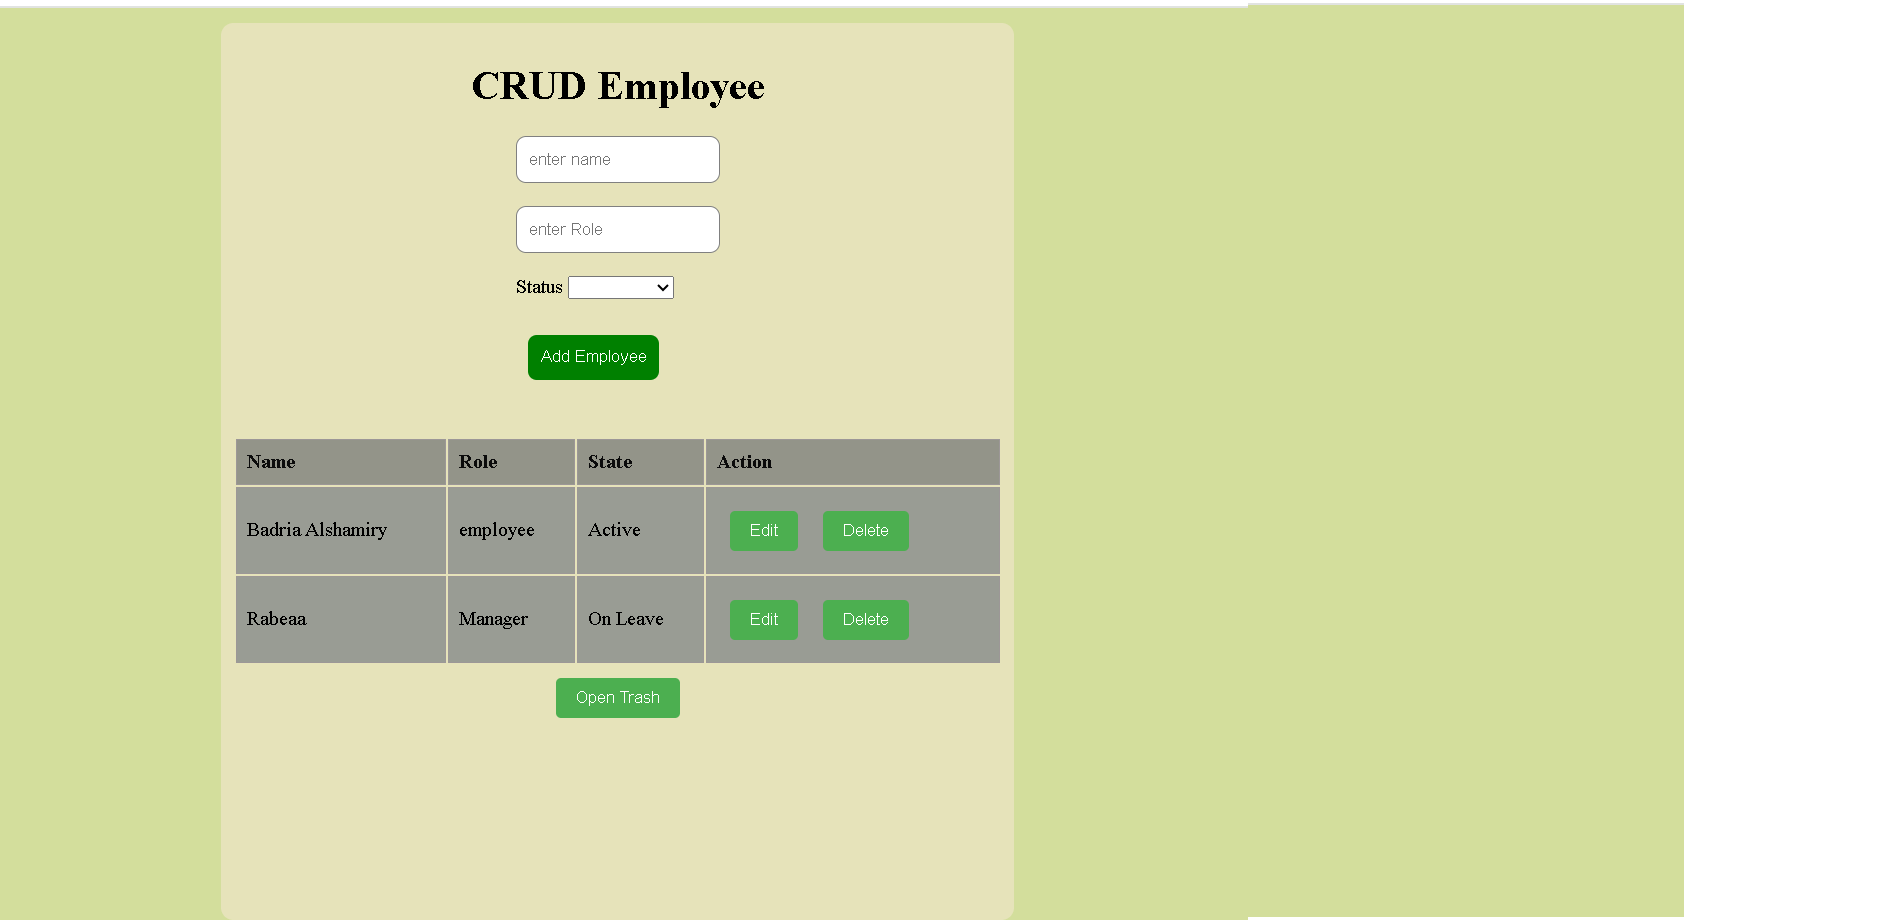 CRUD Employee
enter name
enter Role
Status
Add Employee
Name Role State Action
Badria Alshamiry employee Active Edit Delete
Rabeaa Manager On Leave Edit Delete
Open Trash